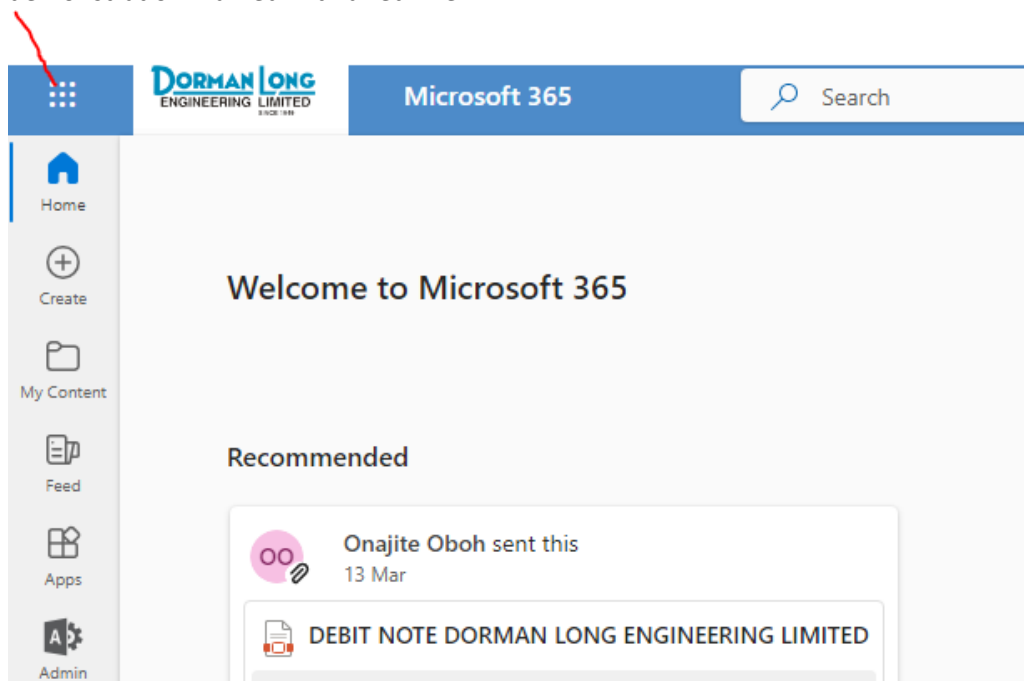 DORMAN LONG
ENGINEERING LIMITED
Microsoft 365
Search
Home
Create
Welcome to Microsoft 365
My Content
Recommended
Feed
OO
Onajite Oboh sent this
13 Mar
Apps
DEBIT NOTE DORMAN LONG ENGINEERING LIMITED
A
Admin